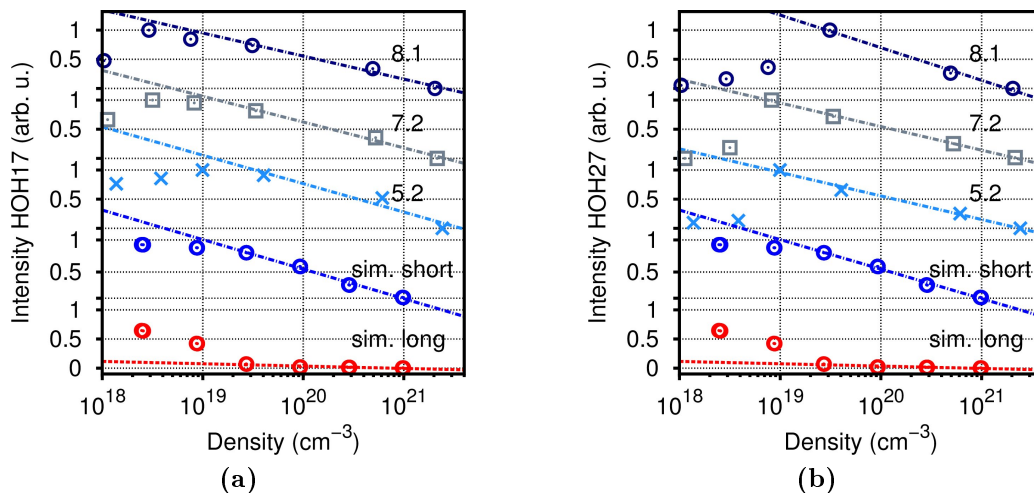 Intensity HOH17 (arb. u.)
1
0.5
1
0.5
1
0.5
1
0.5
1
0.5
0
8.1
7.2
5.2
sim. short
sim. long
10^18 10^19 10^20 10^21
Density (cm^−3)
(a)
Intensity HOH27 (arb. u.)
1
0.5
1
0.5
1
0.5
1
0.5
1
0.5
0
8.1
7.2
5.2
sim. short
sim. long
10^18 10^19 10^20 10^21
Density (cm^−3)
(b)